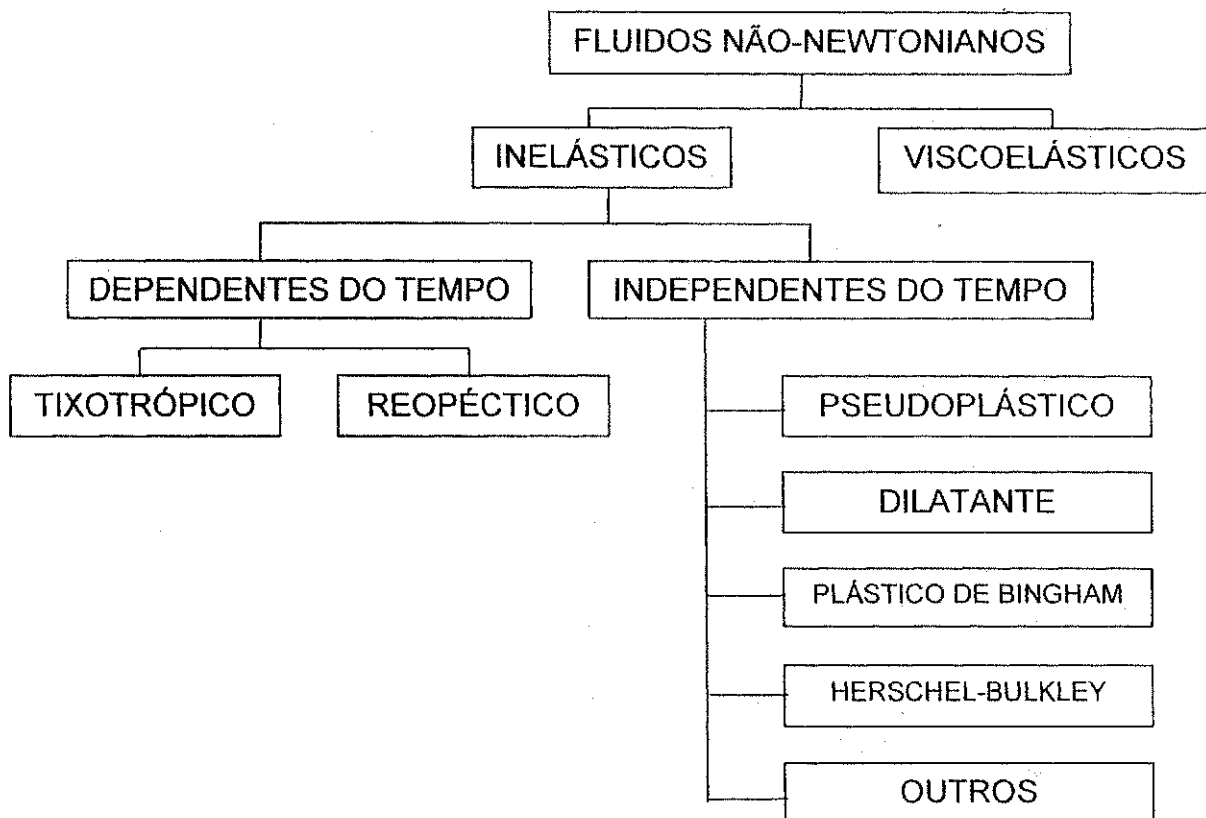 FLUIDOS NÃO-NEWTONIANOS
INELÁSTICOS
VISCOELÁSTICOS
DEPENDENTES DO TEMPO
INDEPENDENTES DO TEMPO
TIXOTRÓPICO
REOPÉCTICO
PSEUDOPLÁSTICO
DILATANTE
PLÁSTICO DE BINGHAM
HERSCHEL-BULKLEY
OUTROS